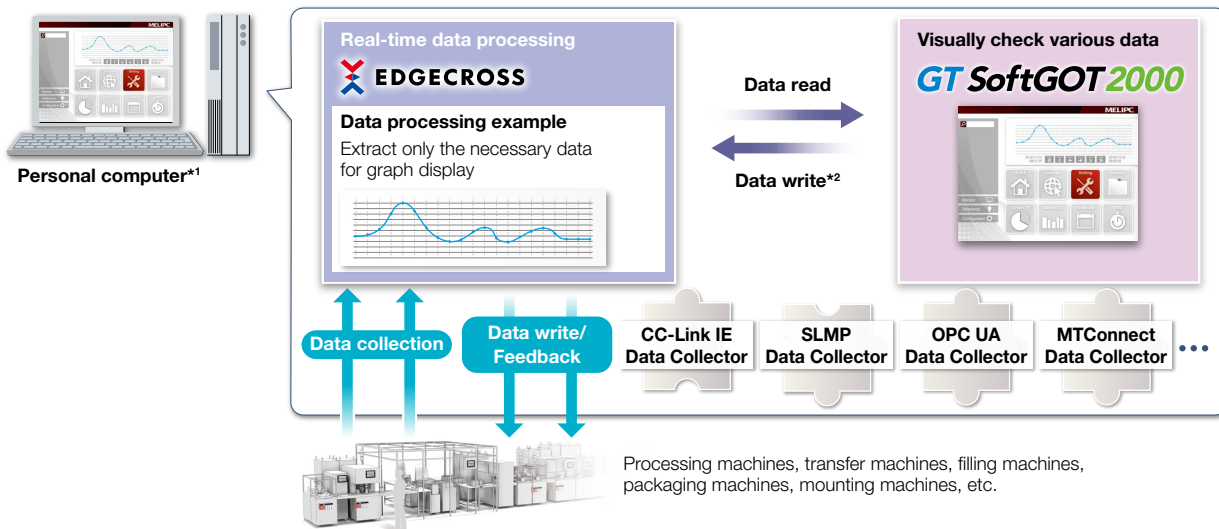 Personal computer*1
Real-time data processing
EDGECROSS
Data processing example
Extract only the necessary data
for graph display
Data read
Data write*2
Visually check various data
GT SoftGOT2000
MELIPC
Setting
Data collection
Data write/
Feedback
CC-Link IE
Data Collector
SLMP
Data Collector
OPC UA
Data Collector
MTConnect
Data Collector
...
Processing machines, transfer machines, filling machines,
packaging machines, mounting machines, etc.